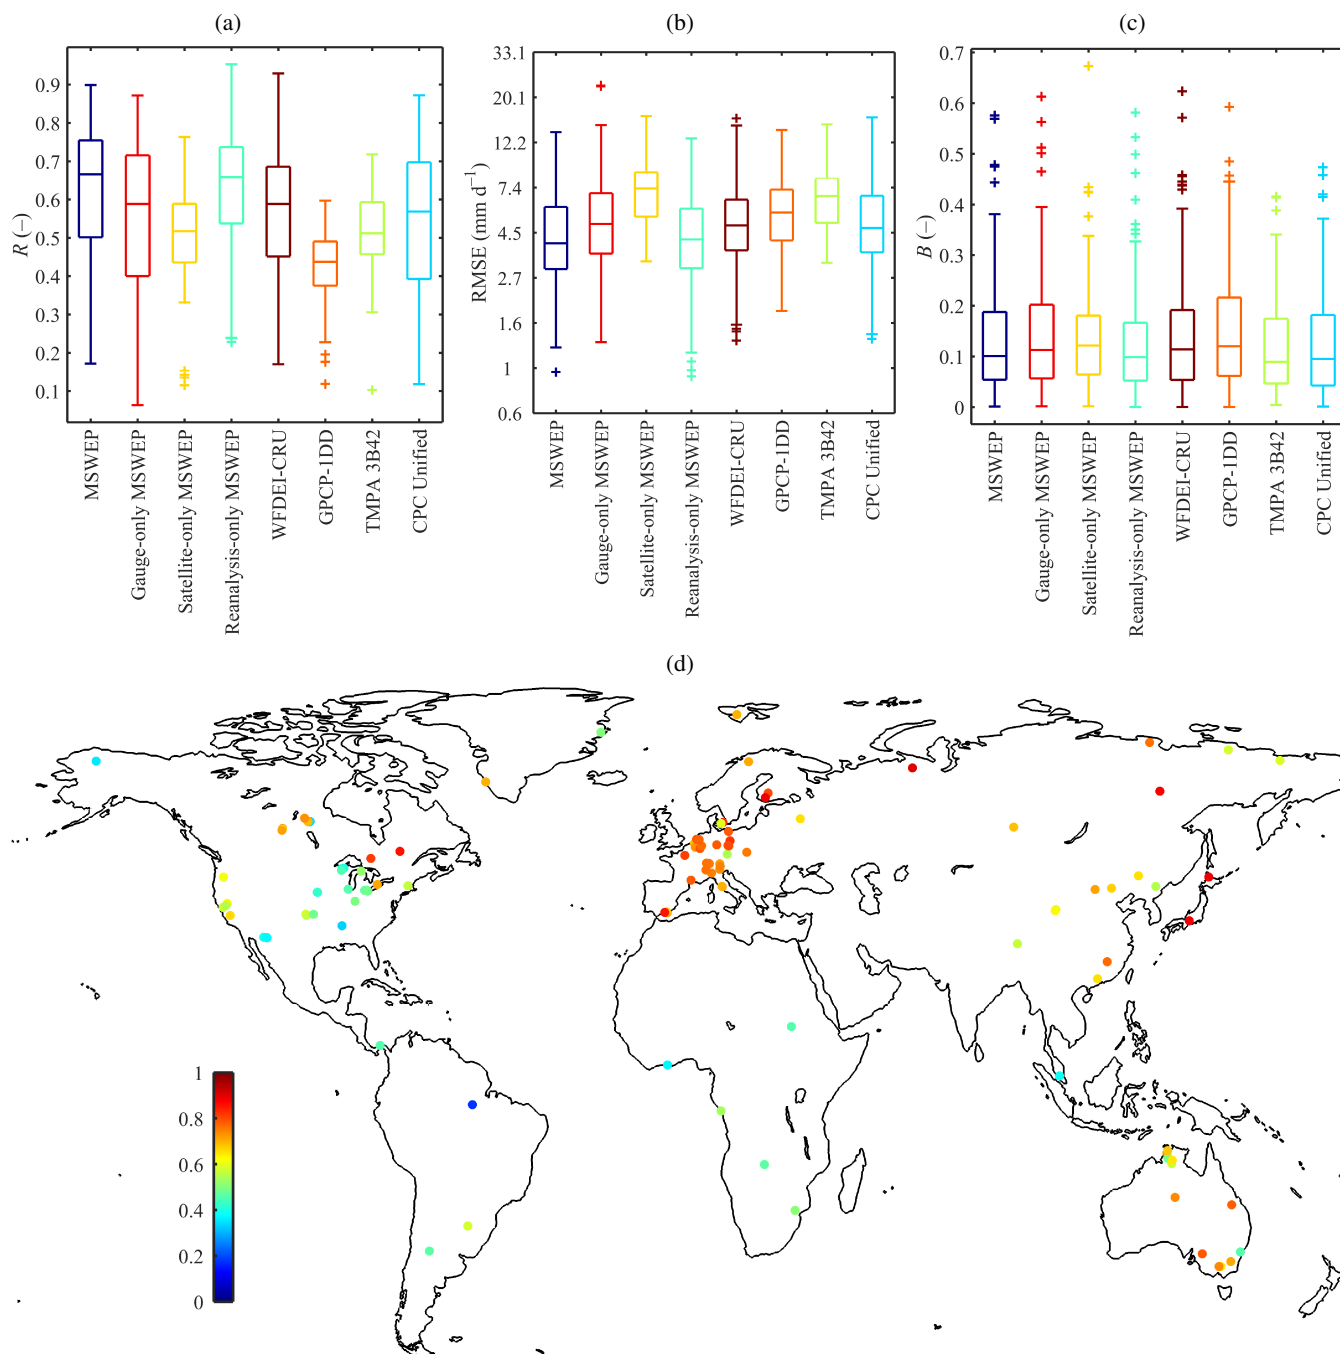 (a)
R (−)
0.9
0.8
0.7
0.6
0.5
0.4
0.3
0.2
0.1
MSWEP
Gauge-only MSWEP
Satellite-only MSWEP
Reanalysis-only MSWEP
WFDEI-CRU
GPCP-1DD
TMPA 3B42
CPC Unified
(b)
RMSE (mm d⁻¹)
33.1
20.1
12.2
7.4
4.5
2.7
1.6
1
0.6
MSWEP
Gauge-only MSWEP
Satellite-only MSWEP
Reanalysis-only MSWEP
WFDEI-CRU
GPCP-1DD
TMPA 3B42
CPC Unified
(c)
B (−)
0.7
0.6
0.5
0.4
0.3
0.2
0.1
0
MSWEP
Gauge-only MSWEP
Satellite-only MSWEP
Reanalysis-only MSWEP
WFDEI-CRU
GPCP-1DD
TMPA 3B42
CPC Unified
(d)
1
0.8
0.6
0.4
0.2
0